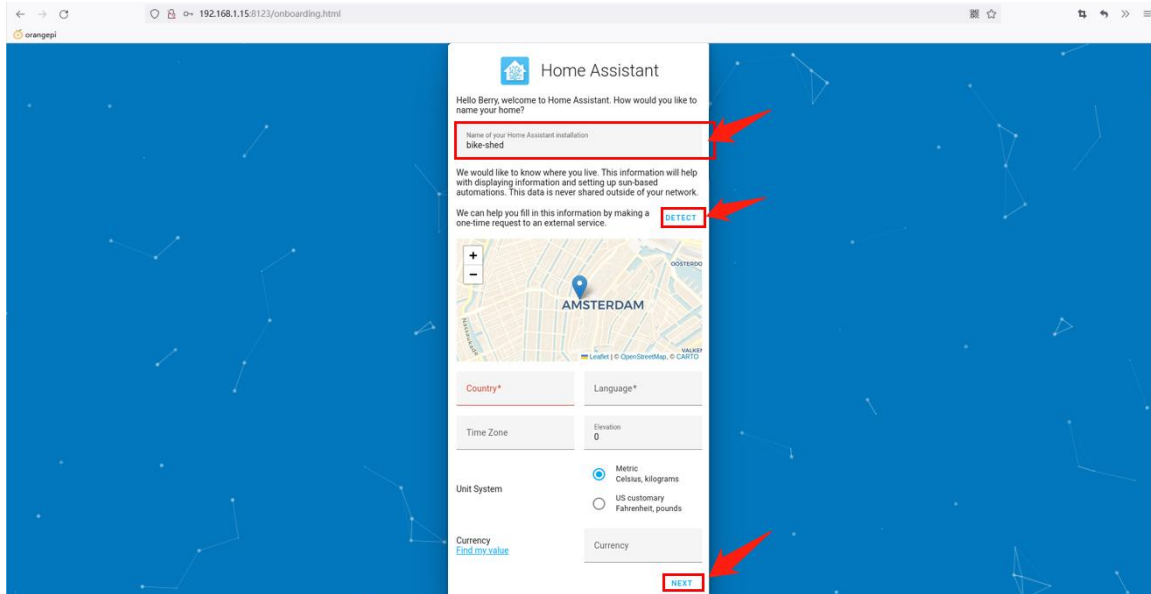 192.168.1.15:8123/onboarding.html
orangepi
Home Assistant
Hello Berry, welcome to Home Assistant. How would you like to
name your home?
Name of your Home Assistant installation
bike-shed
We would like to know where you live. This information will help
with displaying information and setting up sun-based
automations. This data is never shared outside of your network.
We can help you fill in this information by making a
one-time request to an external service.
DETECT
+
−
OOSTERDO
AMSTERDAM
Nassaukade
VALKEN
Leaflet | © OpenStreetMap, © CARTO
Country*
Language*
Time Zone
Elevation
0
Unit System
Metric
Celsius, kilograms
US customary
Fahrenheit, pounds
Currency
Find my value
Currency
NEXT